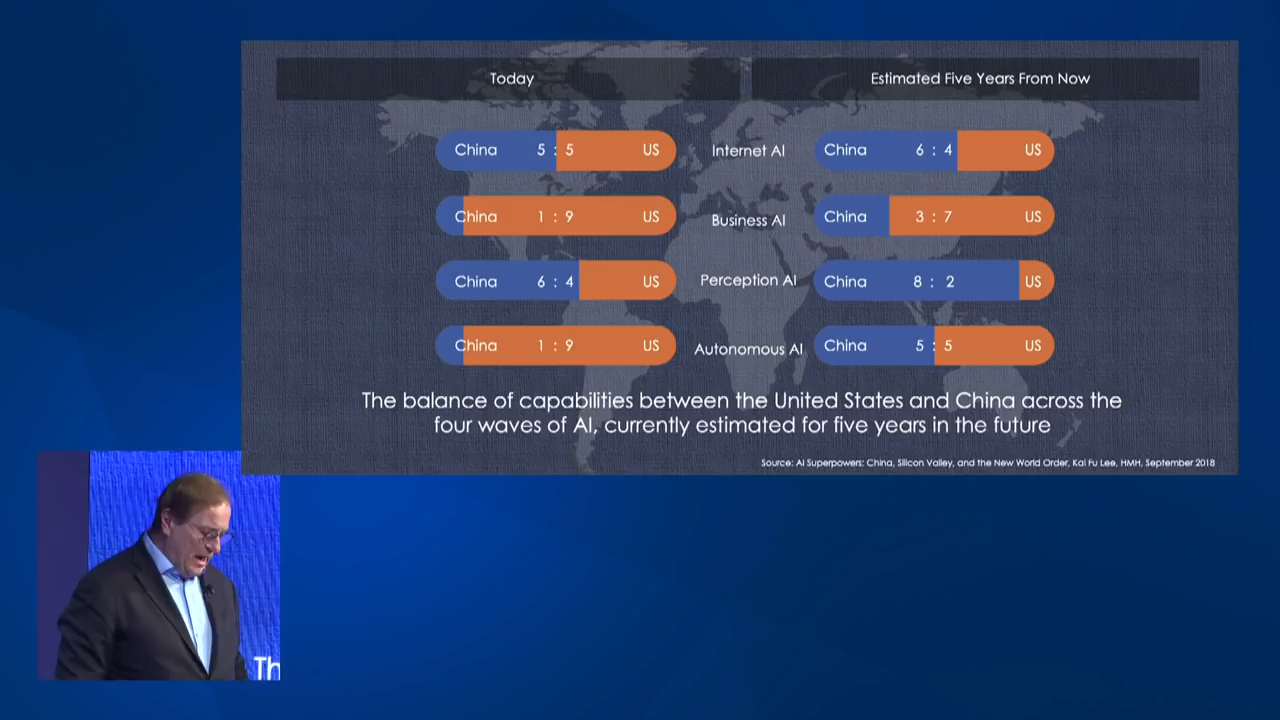 Today Estimated Five Years From Now
China 5 : 5 US Internet AI China 6 : 4 US
China 1 : 9 US Business AI China 3 : 7 US
China 6 : 4 US Perception AI China 8 : 2 US
China 1 : 9 US Autonomous AI China 5 : 5 US
The balance of capabilities between the United States and China across the
four waves of AI, currently estimated for five years in the future
Source: AI Superpowers: China, Silicon Valley, and the New World Order, Kai Fu Lee, HMH, September 2018
Th